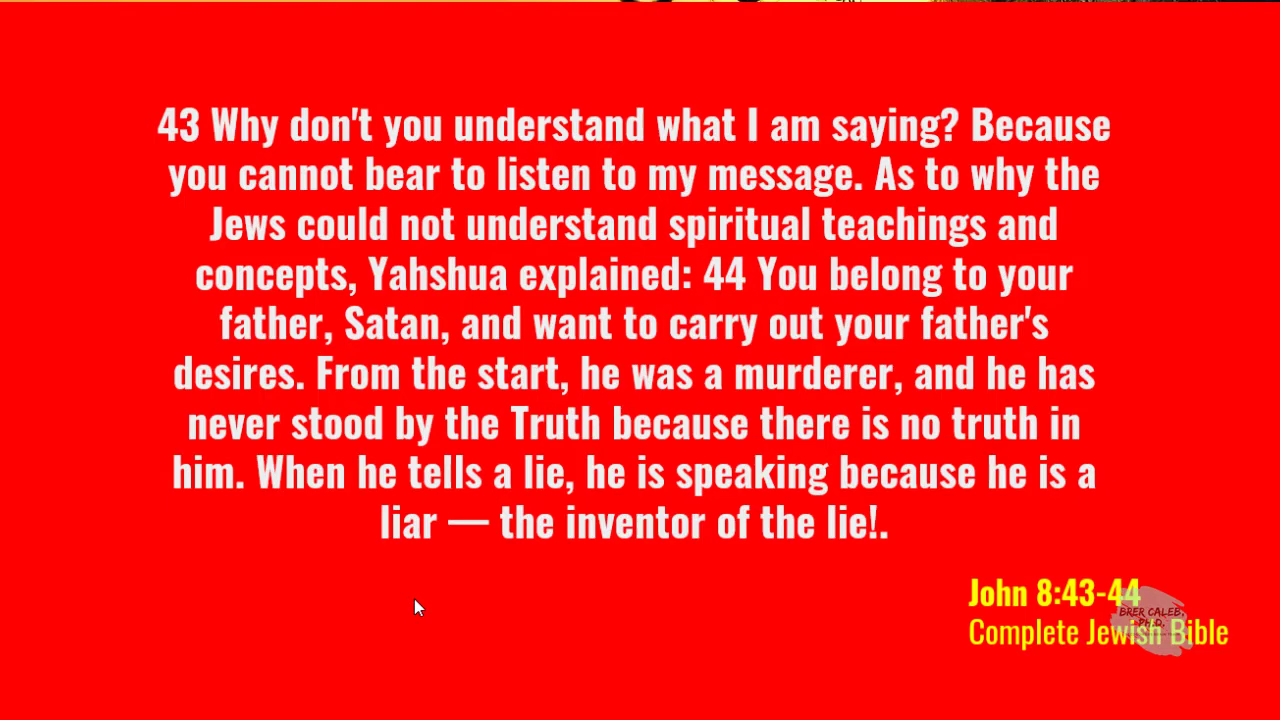 43 Why don't you understand what I am saying? Because
you cannot bear to listen to my message. As to why the
Jews could not understand spiritual teachings and
concepts, Yahshua explained: 44 You belong to your
father, Satan, and want to carry out your father's
desires. From the start, he was a murderer, and he has
never stood by the Truth because there is no truth in
him. When he tells a lie, he is speaking because he is a
liar — the inventor of the lie!.
John 8:43-44
Complete Jewish Bible
BRER CALEB,
PH.D.